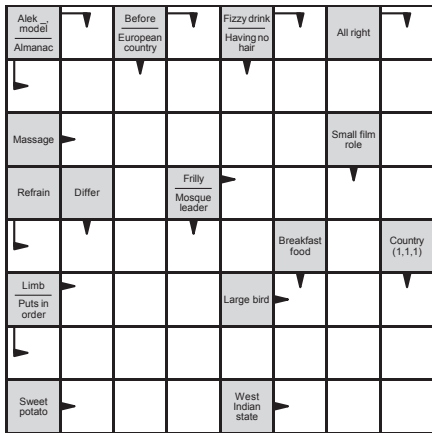 Alek _,
model
Almanac
Before
European
country
Fizzy drink
Having no
hair
All right
Massage
Small film
role
Refrain
Differ
Frilly
Mosque
leader
Breakfast
food
Country
(1,1,1)
Limb
Puts in
order
Large bird
Sweet
potato
West
Indian
state